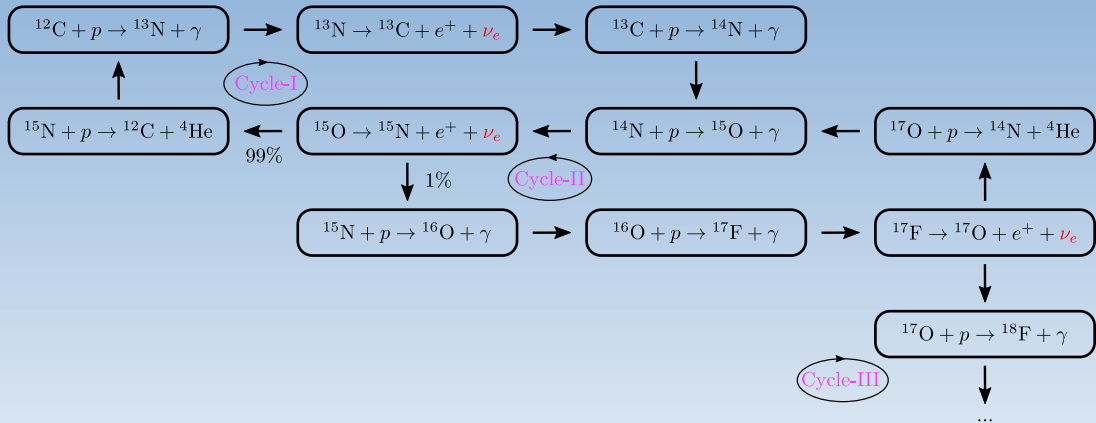 ¹²C + p → ¹³N + γ
¹³N → ¹³C + e⁺ + νₑ
¹³C + p → ¹⁴N + γ
Cycle-I
¹⁵N + p → ¹²C + ⁴He
99%
¹⁵O → ¹⁵N + e⁺ + νₑ
¹⁴N + p → ¹⁵O + γ
¹⁷O + p → ¹⁴N + ⁴He
1%
Cycle-II
¹⁵N + p → ¹⁶O + γ
¹⁶O + p → ¹⁷F + γ
¹⁷F → ¹⁷O + e⁺ + νₑ
¹⁷O + p → ¹⁸F + γ
Cycle-III
...